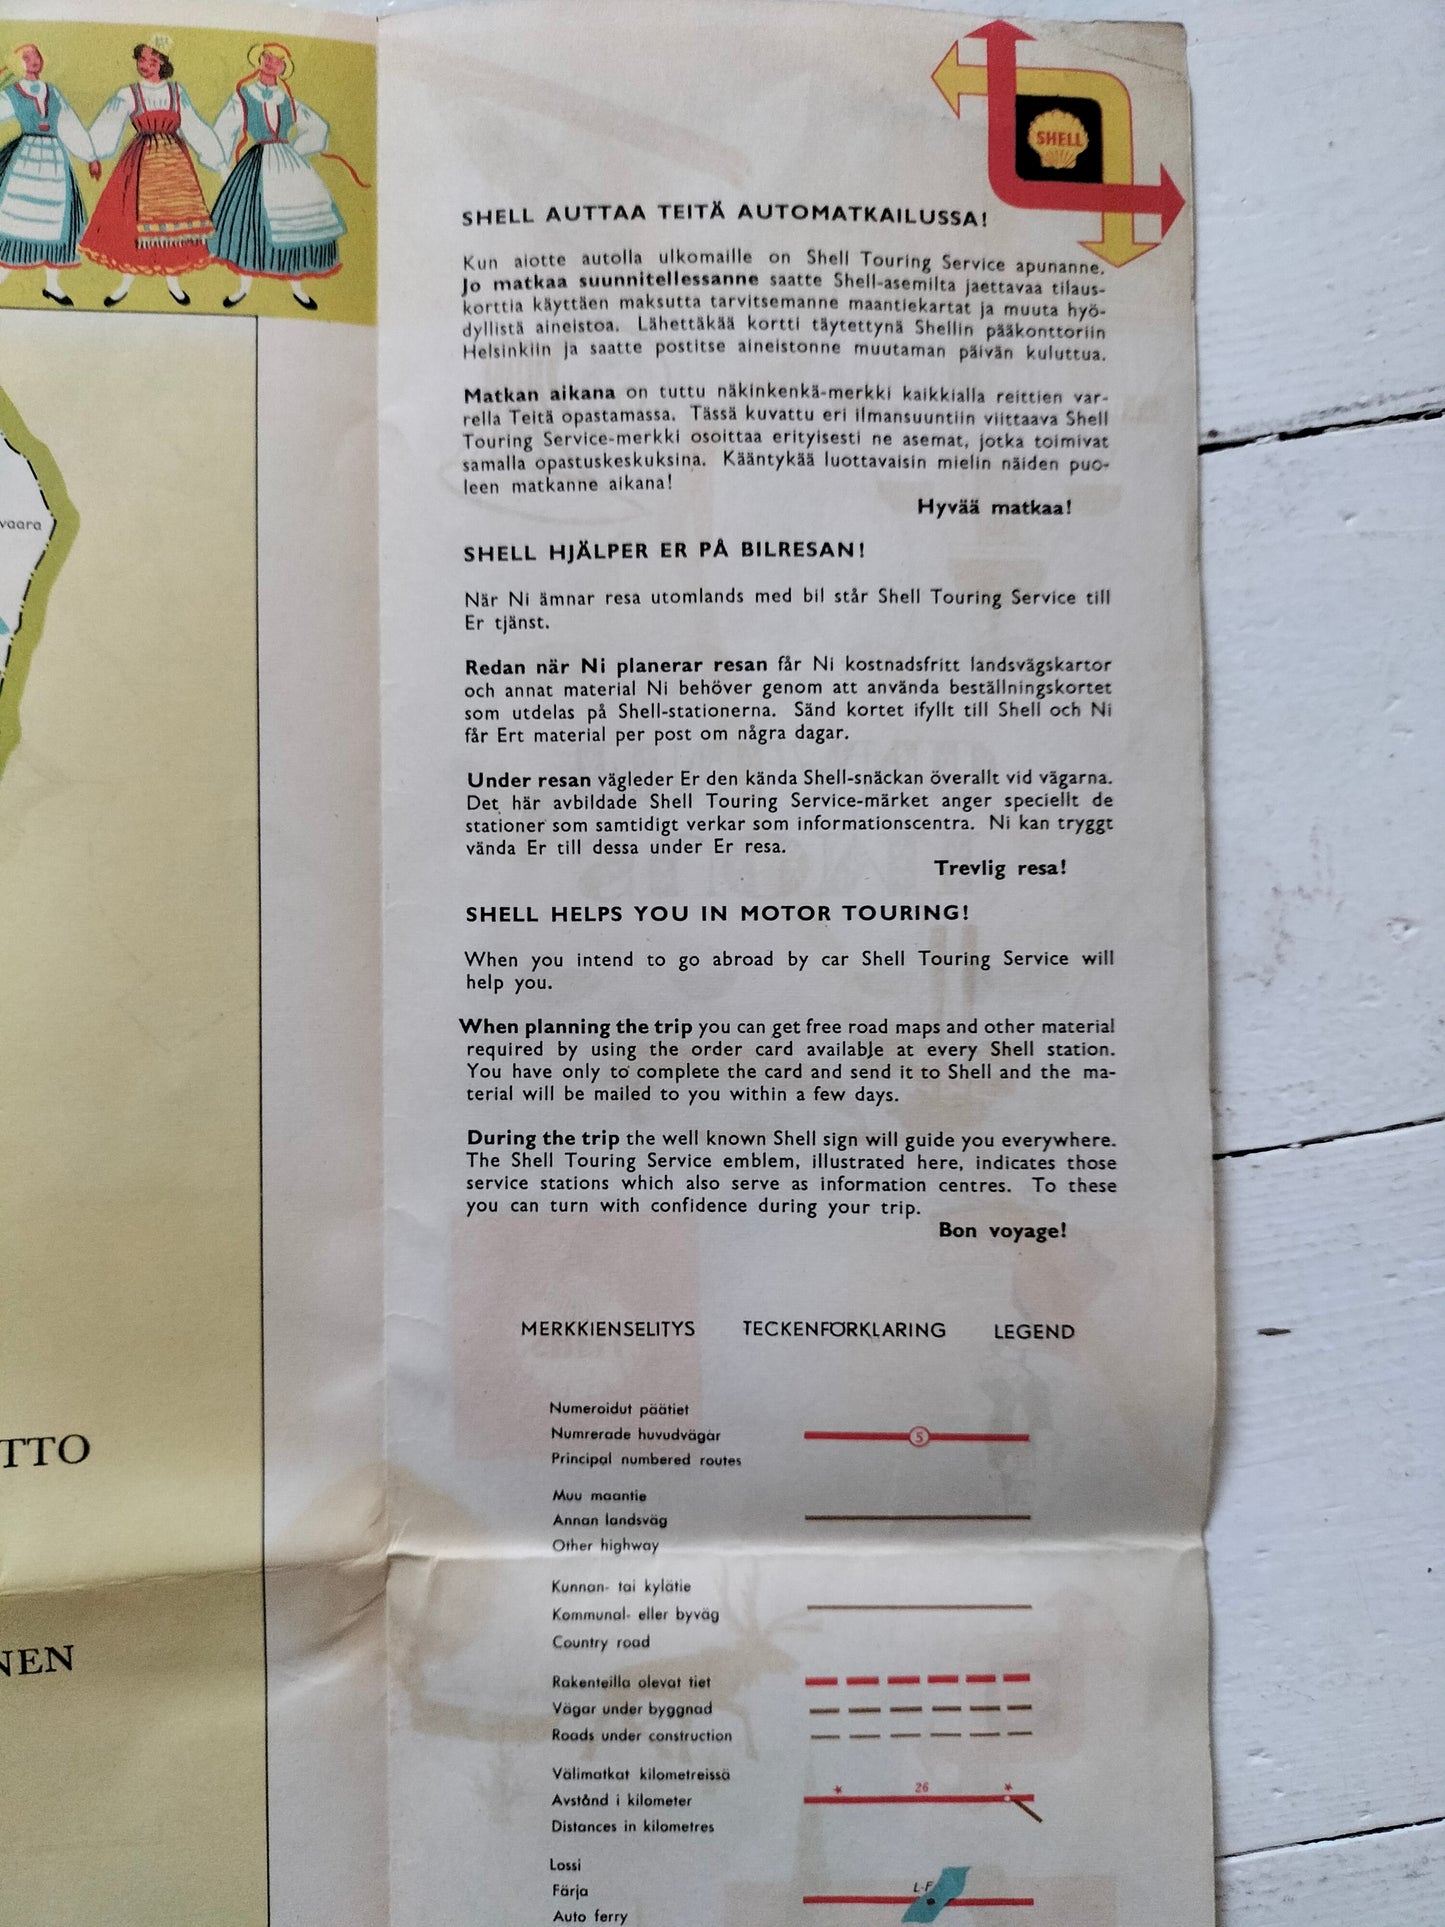 SHELL
SHELL AUTTAA TEITÄ AUTOMATKAILUSSA!
Kun aiotte autolla ulkomaille on Shell Touring Service apunanne.
Jo matkaa suunnitellessanne saatte Shell-asemilta jaettavaa tilaus-
korttia käyttäen maksutta tarvitsemanne maantiekartat ja muuta hyö-
dyllistä aineistoa. Lähettäkää kortti täytettynä Shellin pääkonttoriin
Helsinkiin ja saatte postitse aineistonne muutaman päivän kuluttua.
Matkan aikana on tuttu näkinkenkä-merkki kaikkialla reittien var-
rella Teitä opastamassa. Tässä kuvattu eri ilmansuuntiin viittaava Shell
Touring Service-merkki osoittaa erityisesti ne asemat, jotka toimivat
samalla opastuskeskuksina. Kääntykää luottavaisin mielin näiden puo-
leen matkanne aikana!
Hyvää matkaa!
SHELL HJÄLPER ER PÅ BILRESAN!
När Ni ämnar resa utomlands med bil står Shell Touring Service till
Er tjänst.
Redan när Ni planerar resan får Ni kostnadsfritt landsvägskartor
och annat material Ni behöver genom att använda beställningskortet
som utdelas på Shell-stationerna. Sänd kortet ifyllt till Shell och Ni
får Ert material per post om några dagar.
Under resan vägleder Er den kända Shell-snäckan överallt vid vägarna.
Det här avbildade Shell Touring Service-märket anger speciellt de
stationer som samtidigt verkar som informationscentra. Ni kan tryggt
vända Er till dessa under Er resa.
Trevlig resa!
SHELL HELPS YOU IN MOTOR TOURING!
When you intend to go abroad by car Shell Touring Service will
help you.
When planning the trip you can get free road maps and other material
required by using the order card available at every Shell station.
You have only to complete the card and send it to Shell and the ma-
terial will be mailed to you within a few days.
During the trip the well known Shell sign will guide you everywhere.
The Shell Touring Service emblem, illustrated here, indicates those
service stations which also serve as information centres. To these
you can turn with confidence during your trip.
Bon voyage!
MERKKIENSELITYS TECKENFÖRKLARING LEGEND
Numeroidut päätiet
Numrerade huvudvägar
5
Principal numbered routes
Muu maantie
Annan landsväg
Other highway
Kunnan- tai kylätie
Kommunal- eller byväg
Country road
Rakenteilla olevat tiet
Vägar under byggnad
Roads under construction
Välimatkat kilometreissä
26
Avstånd i kilometer
Distances in kilometres
Lossi
Färja
L-F
Auto ferry
vaara
TTO
NEN